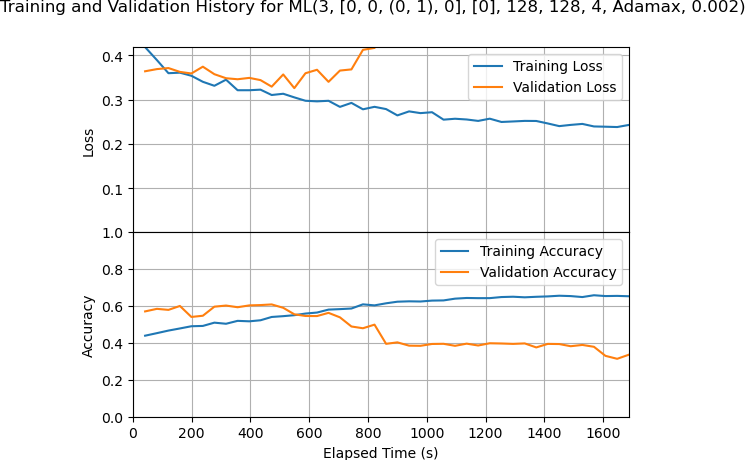 Training and Validation History for ML(3, [0, 0, (0, 1), 0], [0], 128, 128, 4, Adamax, 0.002)
0.4
0.3
0.2
0.1
Loss
Training Loss
Validation Loss
1.0
0.8
0.6
0.4
0.2
0.0
Accuracy
Training Accuracy
Validation Accuracy
0 200 400 600 800 1000 1200 1400 1600
Elapsed Time (s)